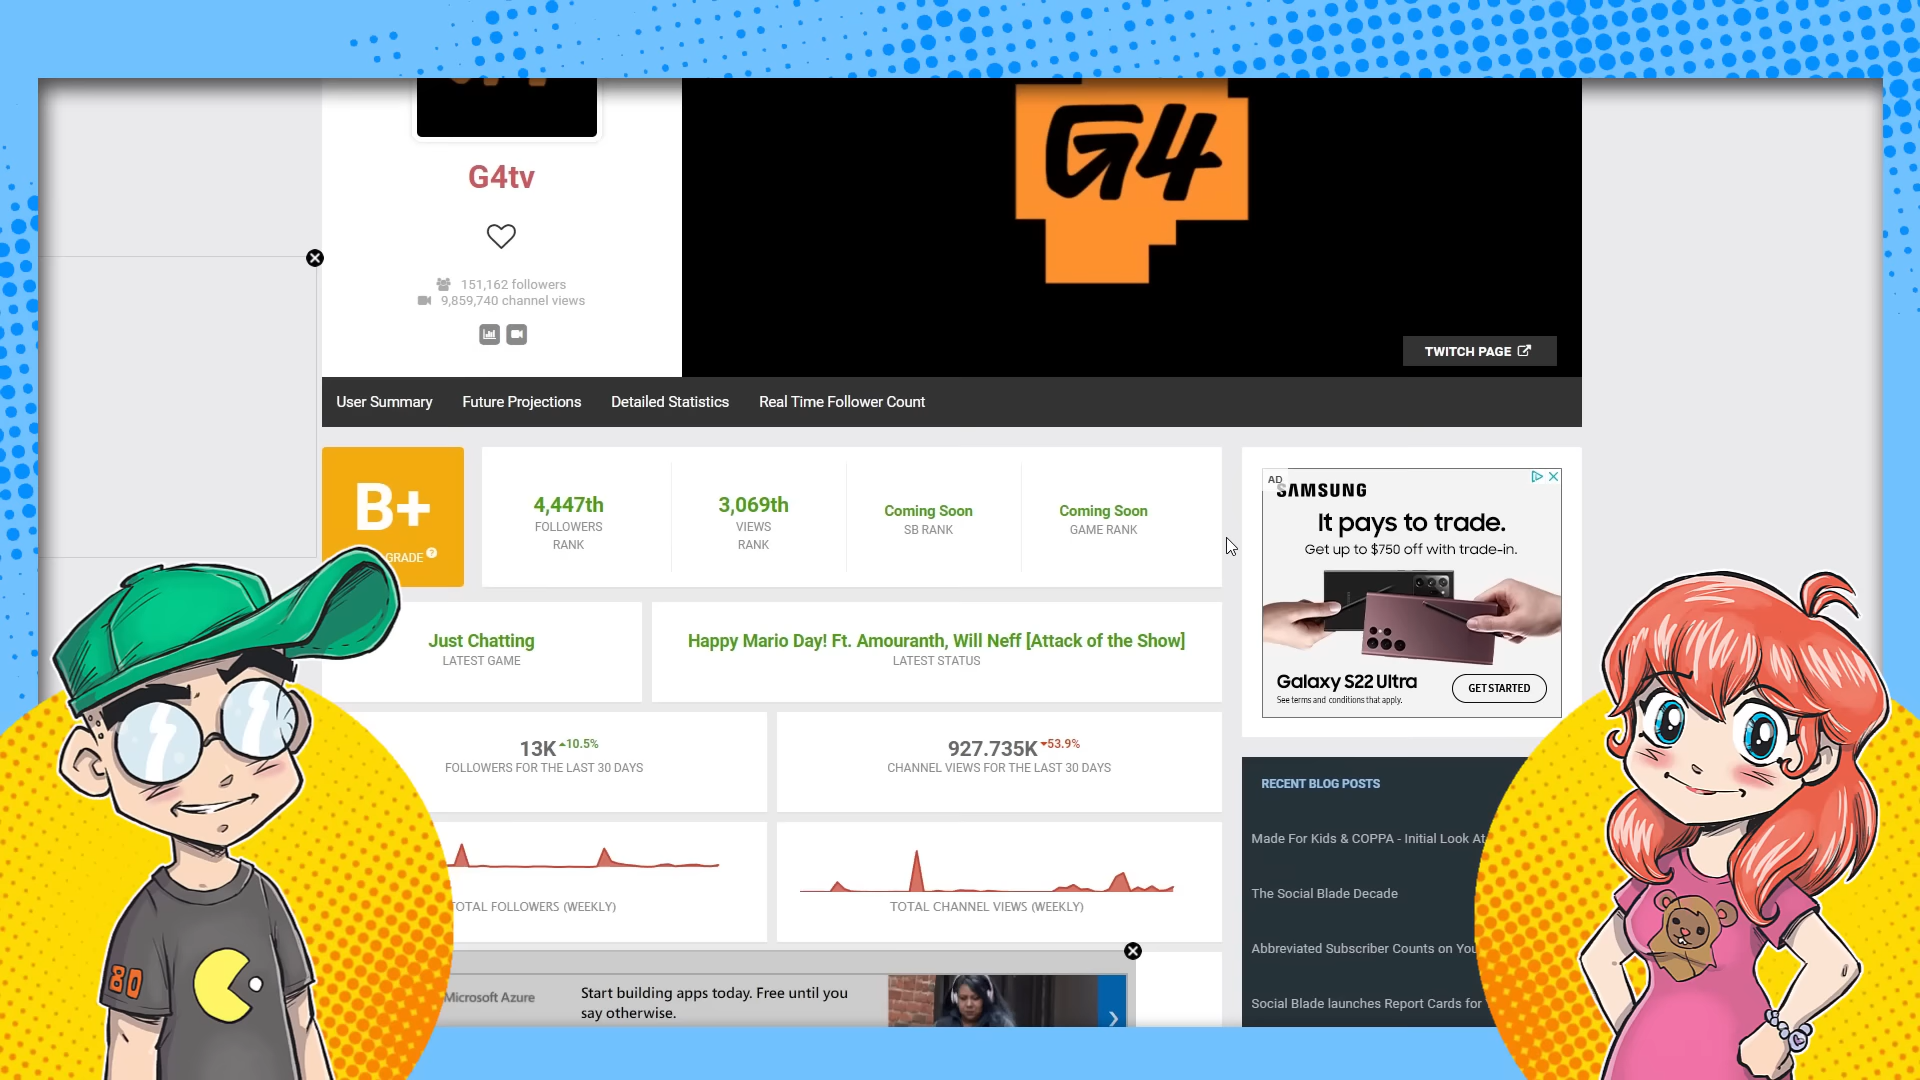 G4
G4tv
151,162 followers
9,859,740 channel views
TWITCH PAGE
User Summary
Future Projections
Detailed Statistics
Real Time Follower Count
B+
GRADE
?
4,447th
FOLLOWERS
RANK
3,069th
VIEWS
RANK
Coming Soon
SB RANK
Coming Soon
GAME RANK
AD
SAMSUNG
It pays to trade.
Get up to $750 off with trade-in.
Galaxy S22 Ultra
See terms and conditions that apply.
GET STARTED
Just Chatting
LATEST GAME
Happy Mario Day! Ft. Amouranth, Will Neff [Attack of the Show]
LATEST STATUS
13K 10.5%
FOLLOWERS FOR THE LAST 30 DAYS
927.735K 53.9%
CHANNEL VIEWS FOR THE LAST 30 DAYS
TOTAL FOLLOWERS (WEEKLY)
TOTAL CHANNEL VIEWS (WEEKLY)
RECENT BLOG POSTS
Made For Kids & COPPA - Initial Look At
The Social Blade Decade
Abbreviated Subscriber Counts on You
Social Blade launches Report Cards for
Microsoft Azure
Start building apps today. Free until you
say otherwise.
80